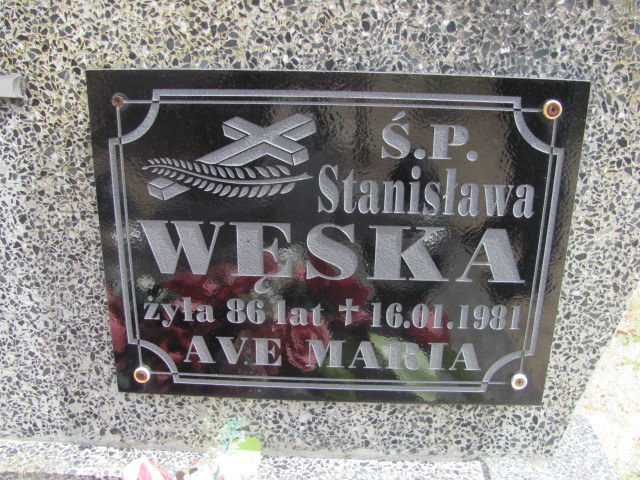 Ś.P.
Stanisława
WĘSKA
żyła 86 lat ✝ 16.01.1981
AVE MARIA